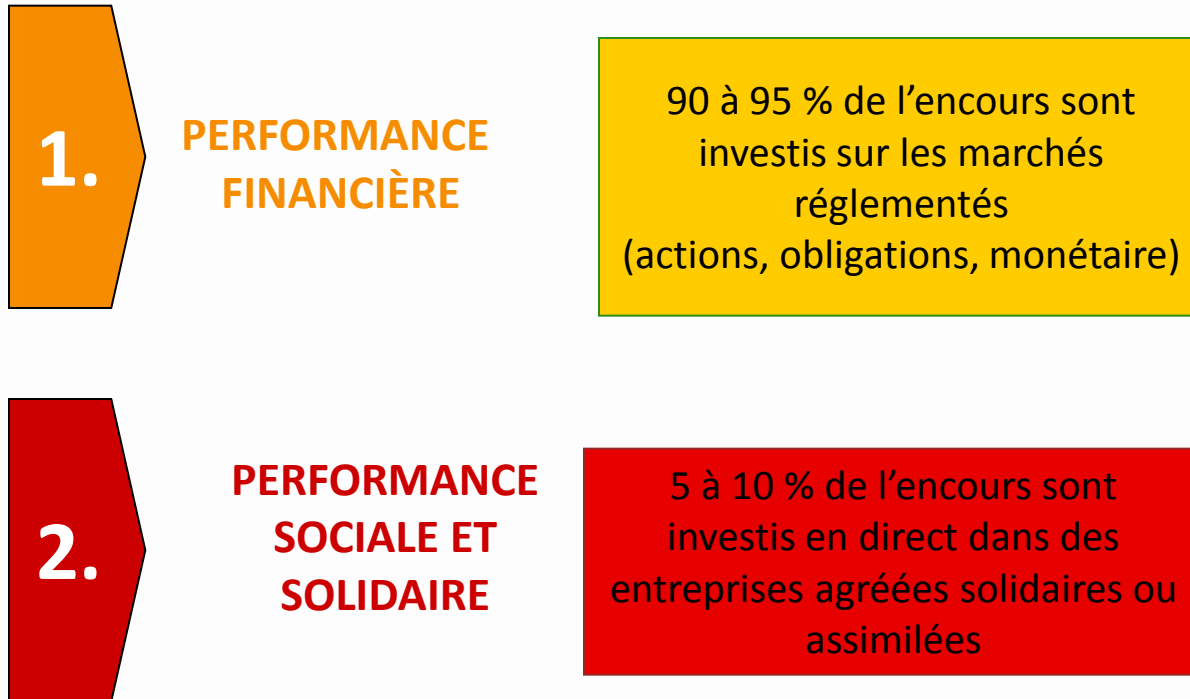 1.
PERFORMANCE
FINANCIÈRE
90 à 95 % de l’encours sont
investis sur les marchés
réglementés
(actions, obligations, monétaire)
2.
PERFORMANCE
SOCIALE ET
SOLIDAIRE
5 à 10 % de l’encours sont
investis en direct dans des
entreprises agréées solidaires ou
assimilées